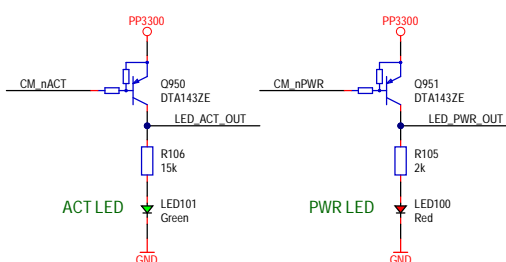 PP3300
PP3300
CM_nACT
Q950
DTA143ZE
CM_nPWR
Q951
DTA143ZE
LED_ACT_OUT
LED_PWR_OUT
R106
15k
R105
2k
ACT LED
LED101
Green
PWR LED
LED100
Red
GND
GND